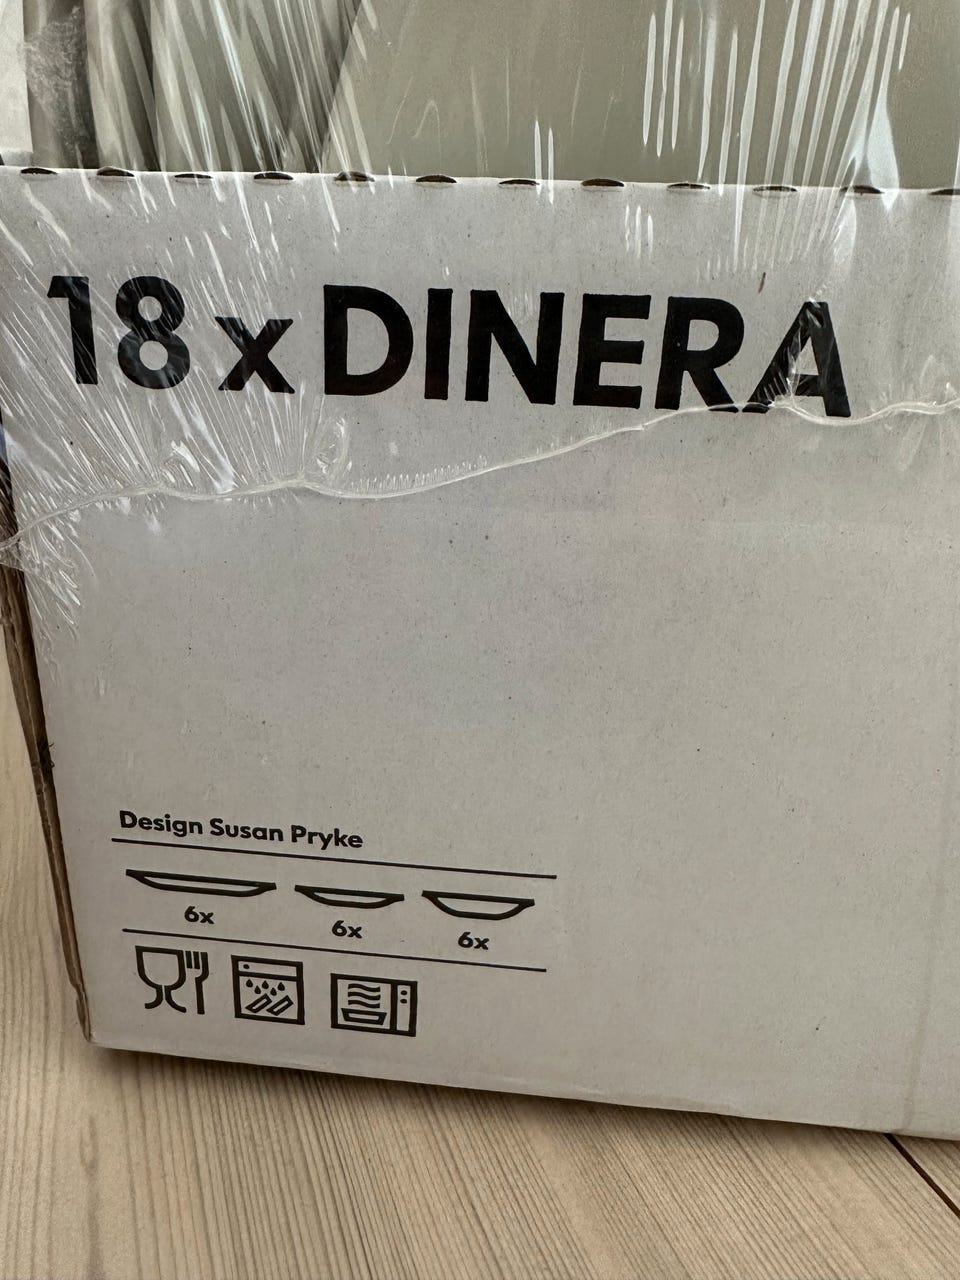 18 x DINERA
Design Susan Pryke
6x 6x 6x